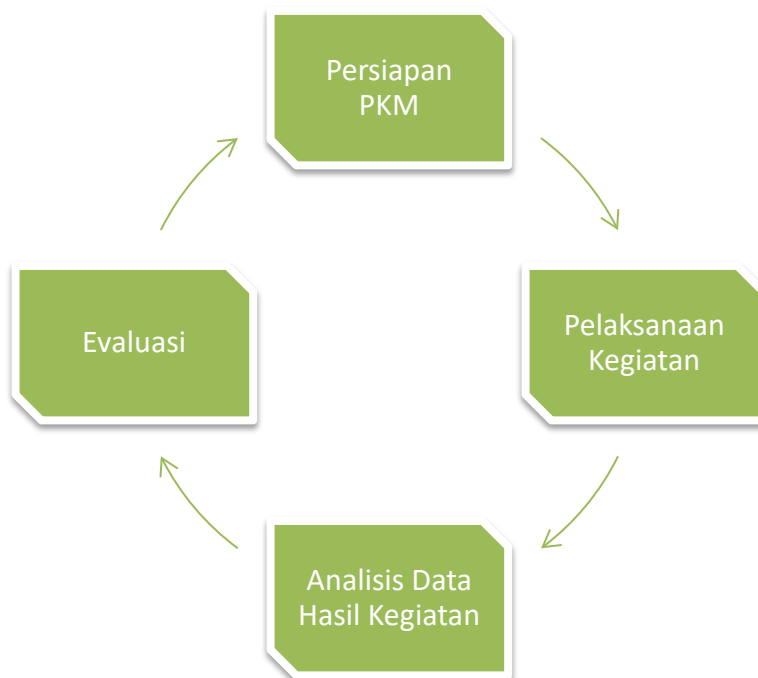 Persiapan
PKM
Pelaksanaan
Kegiatan
Analisis Data
Hasil Kegiatan
Evaluasi